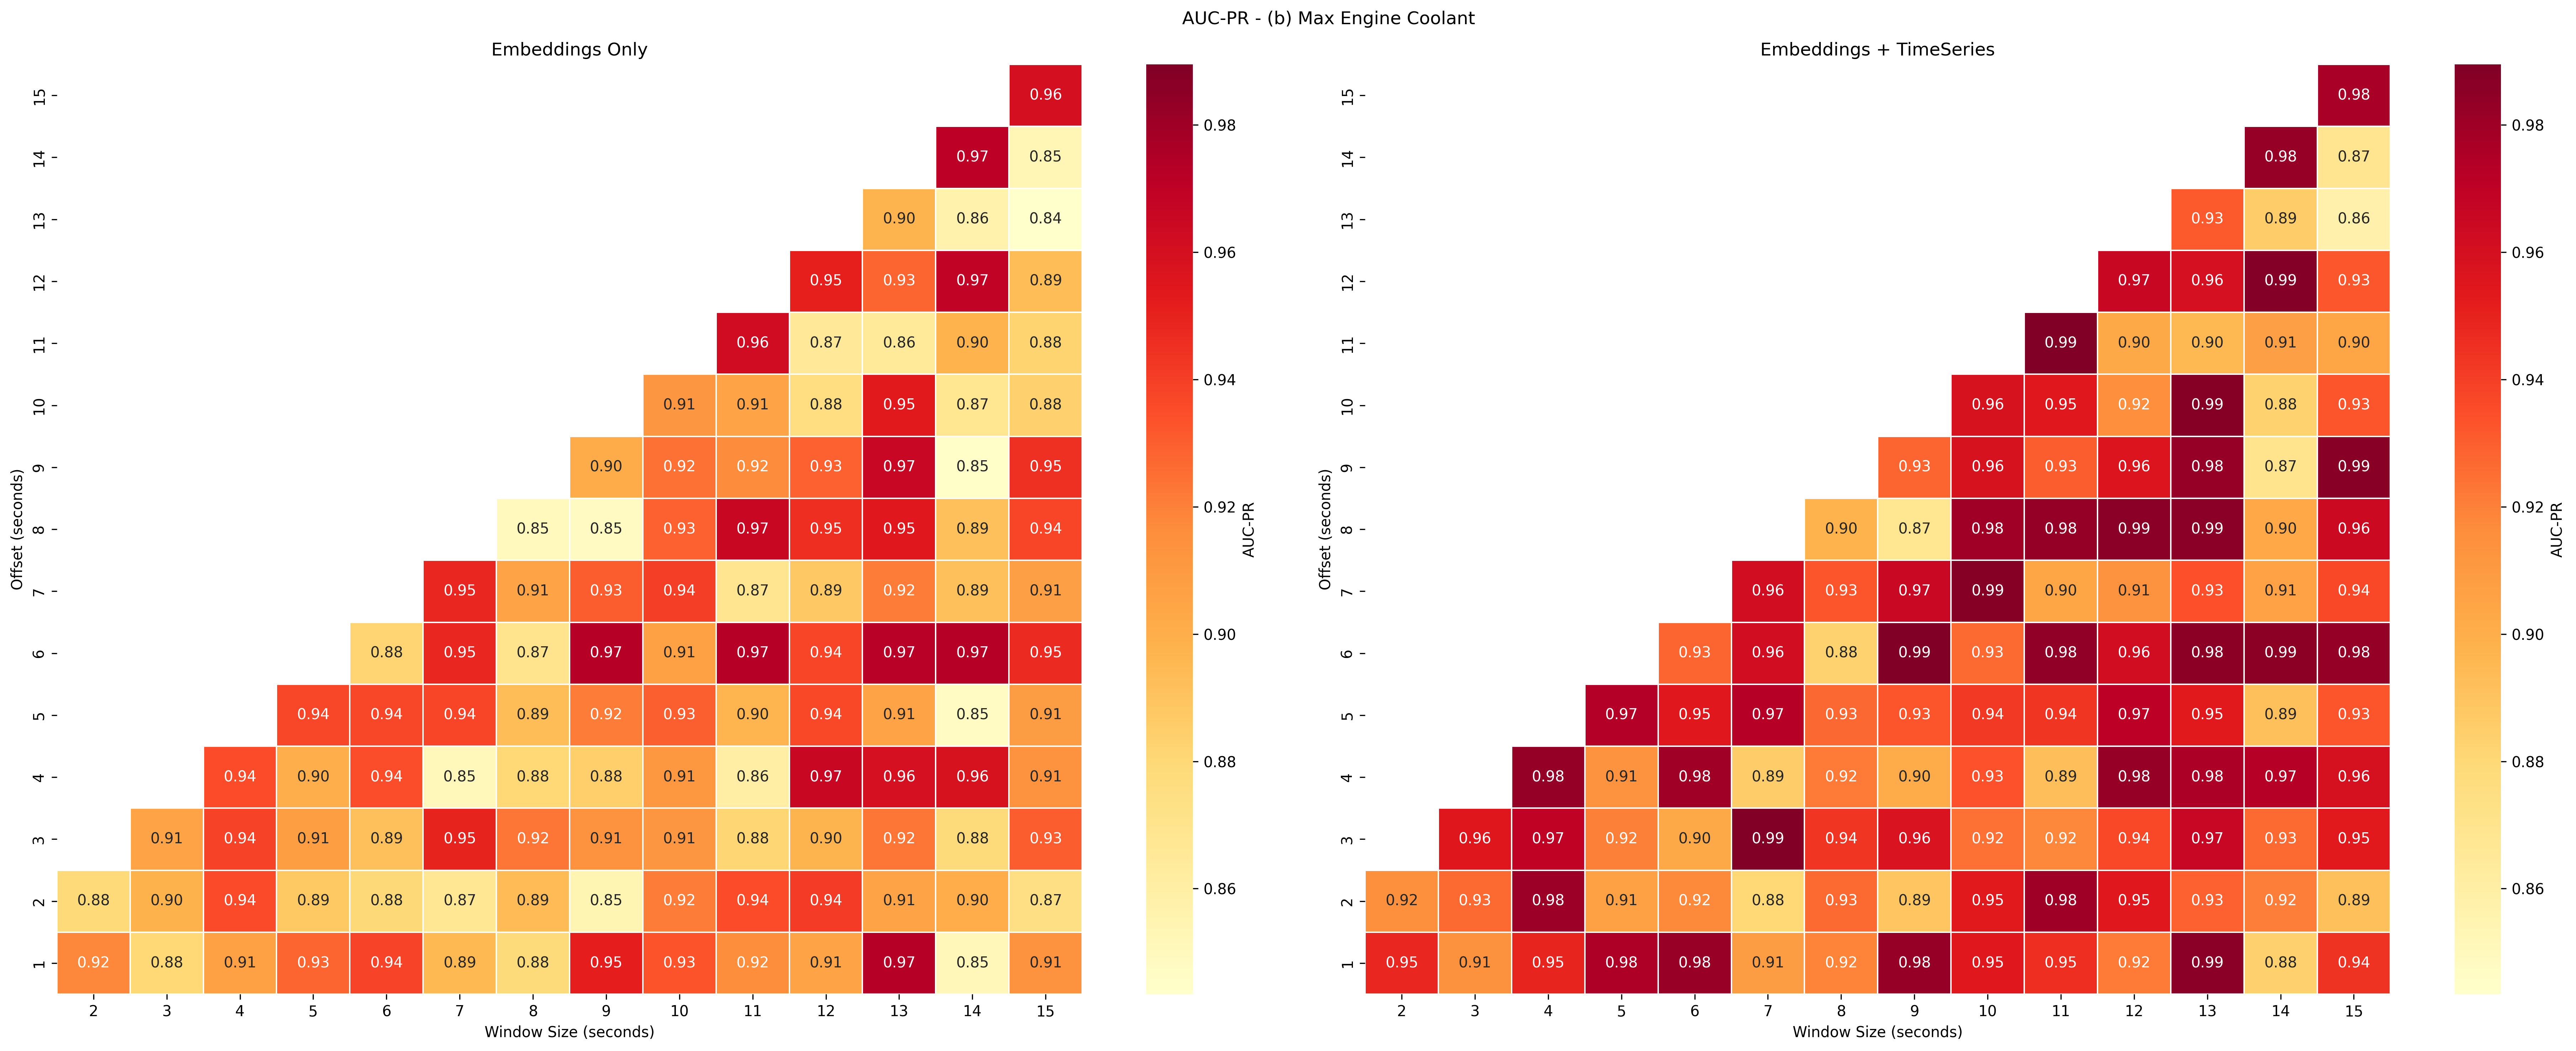 AUC-PR - (b) Max Engine Coolant
Embeddings Only
15 0.96
14 0.97 0.85
13 0.90 0.86 0.84
12 0.95 0.93 0.97 0.89
11 0.96 0.87 0.86 0.90 0.88
10 0.91 0.91 0.88 0.95 0.87 0.88
9 0.90 0.92 0.92 0.93 0.97 0.85 0.95
8 0.85 0.85 0.93 0.97 0.95 0.95 0.89 0.94
7 0.95 0.91 0.93 0.94 0.87 0.89 0.92 0.89 0.91
6 0.88 0.95 0.87 0.97 0.91 0.97 0.94 0.97 0.97 0.95
5 0.94 0.94 0.94 0.89 0.92 0.93 0.90 0.94 0.91 0.85 0.91
4 0.94 0.90 0.94 0.85 0.88 0.88 0.91 0.86 0.97 0.96 0.96 0.91
3 0.91 0.94 0.91 0.89 0.95 0.92 0.91 0.91 0.88 0.90 0.92 0.88 0.93
2 0.88 0.90 0.94 0.89 0.88 0.87 0.89 0.85 0.92 0.94 0.94 0.91 0.90 0.87
1 0.92 0.88 0.91 0.93 0.94 0.89 0.88 0.95 0.93 0.92 0.91 0.97 0.85 0.91
2 3 4 5 6 7 8 9 10 11 12 13 14 15
Window Size (seconds)
Offset (seconds)
0.98
0.96
0.94
0.92
0.90
0.88
0.86
AUC-PR
Embeddings + TimeSeries
15 0.98
14 0.98 0.87
13 0.93 0.89 0.86
12 0.97 0.96 0.99 0.93
11 0.99 0.90 0.90 0.91 0.90
10 0.96 0.95 0.92 0.99 0.88 0.93
9 0.93 0.96 0.93 0.96 0.98 0.87 0.99
8 0.90 0.87 0.98 0.98 0.99 0.99 0.90 0.96
7 0.96 0.93 0.97 0.99 0.90 0.91 0.93 0.91 0.94
6 0.93 0.96 0.88 0.99 0.93 0.98 0.96 0.98 0.99 0.98
5 0.97 0.95 0.97 0.93 0.93 0.94 0.94 0.97 0.95 0.89 0.93
4 0.98 0.91 0.98 0.89 0.92 0.90 0.93 0.89 0.98 0.98 0.97 0.96
3 0.96 0.97 0.92 0.90 0.99 0.94 0.96 0.92 0.92 0.94 0.97 0.93 0.95
2 0.92 0.93 0.98 0.91 0.92 0.88 0.93 0.89 0.95 0.98 0.95 0.93 0.92 0.89
1 0.95 0.91 0.95 0.98 0.98 0.91 0.92 0.98 0.95 0.95 0.92 0.99 0.88 0.94
2 3 4 5 6 7 8 9 10 11 12 13 14 15
Window Size (seconds)
Offset (seconds)
0.98
0.96
0.94
0.92
0.90
0.88
0.86
AUC-PR